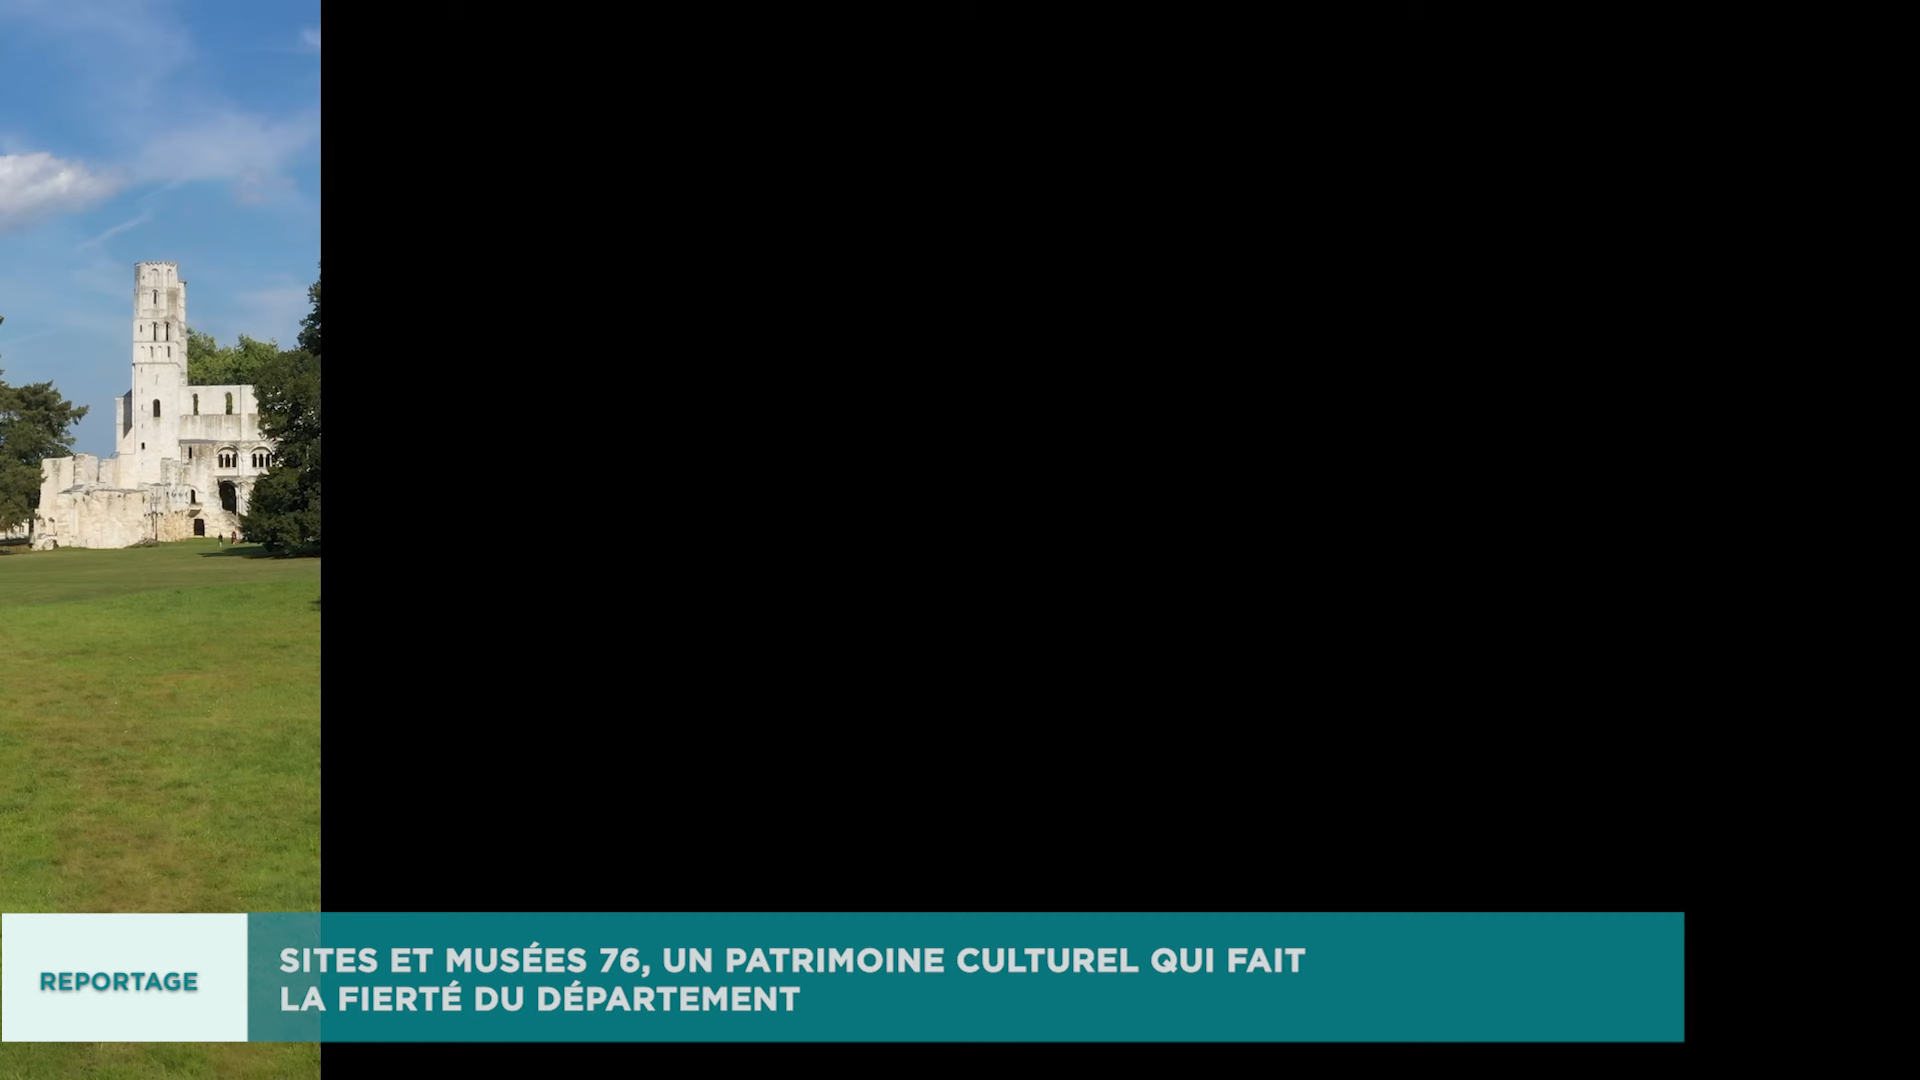 REPORTAGE
SITES ET MUSÉES 76, UN PATRIMOINE CULTUREL QUI FAIT
LA FIERTÉ DU DÉPARTEMENT